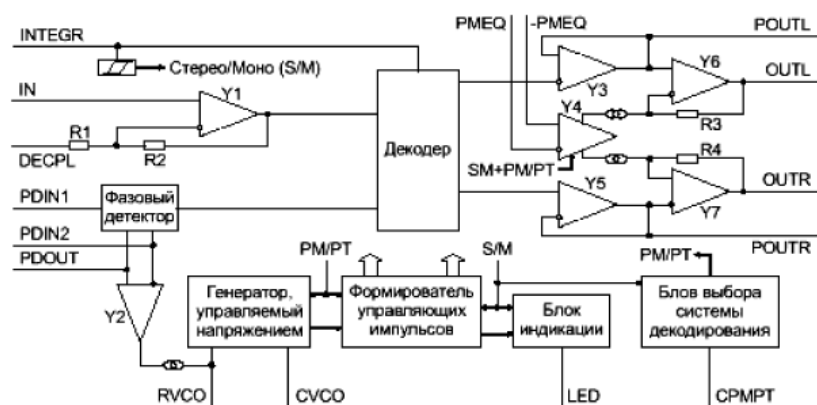 INTEGR
Стерео/Моно (S/M)
IN
Y1
R1
R2
DECPL
Декодер
PMEQ
-PMEQ
POUTL
Y6
OUTL
Y3
Y4
R3
R4
SM+PM/PT
Y5
OUTR
Y7
POUTR
PDIN1
Фазовый
детектор
PDIN2
PDOUT
Y2
PM/PT
S/M
PM/PT
Генератор,
управляемый
напряжением
Формирователь
управляющих
импульсов
Блок
индикации
Блов выбора
системы
декодирования
RVCO
CVCO
LED
CPMPT